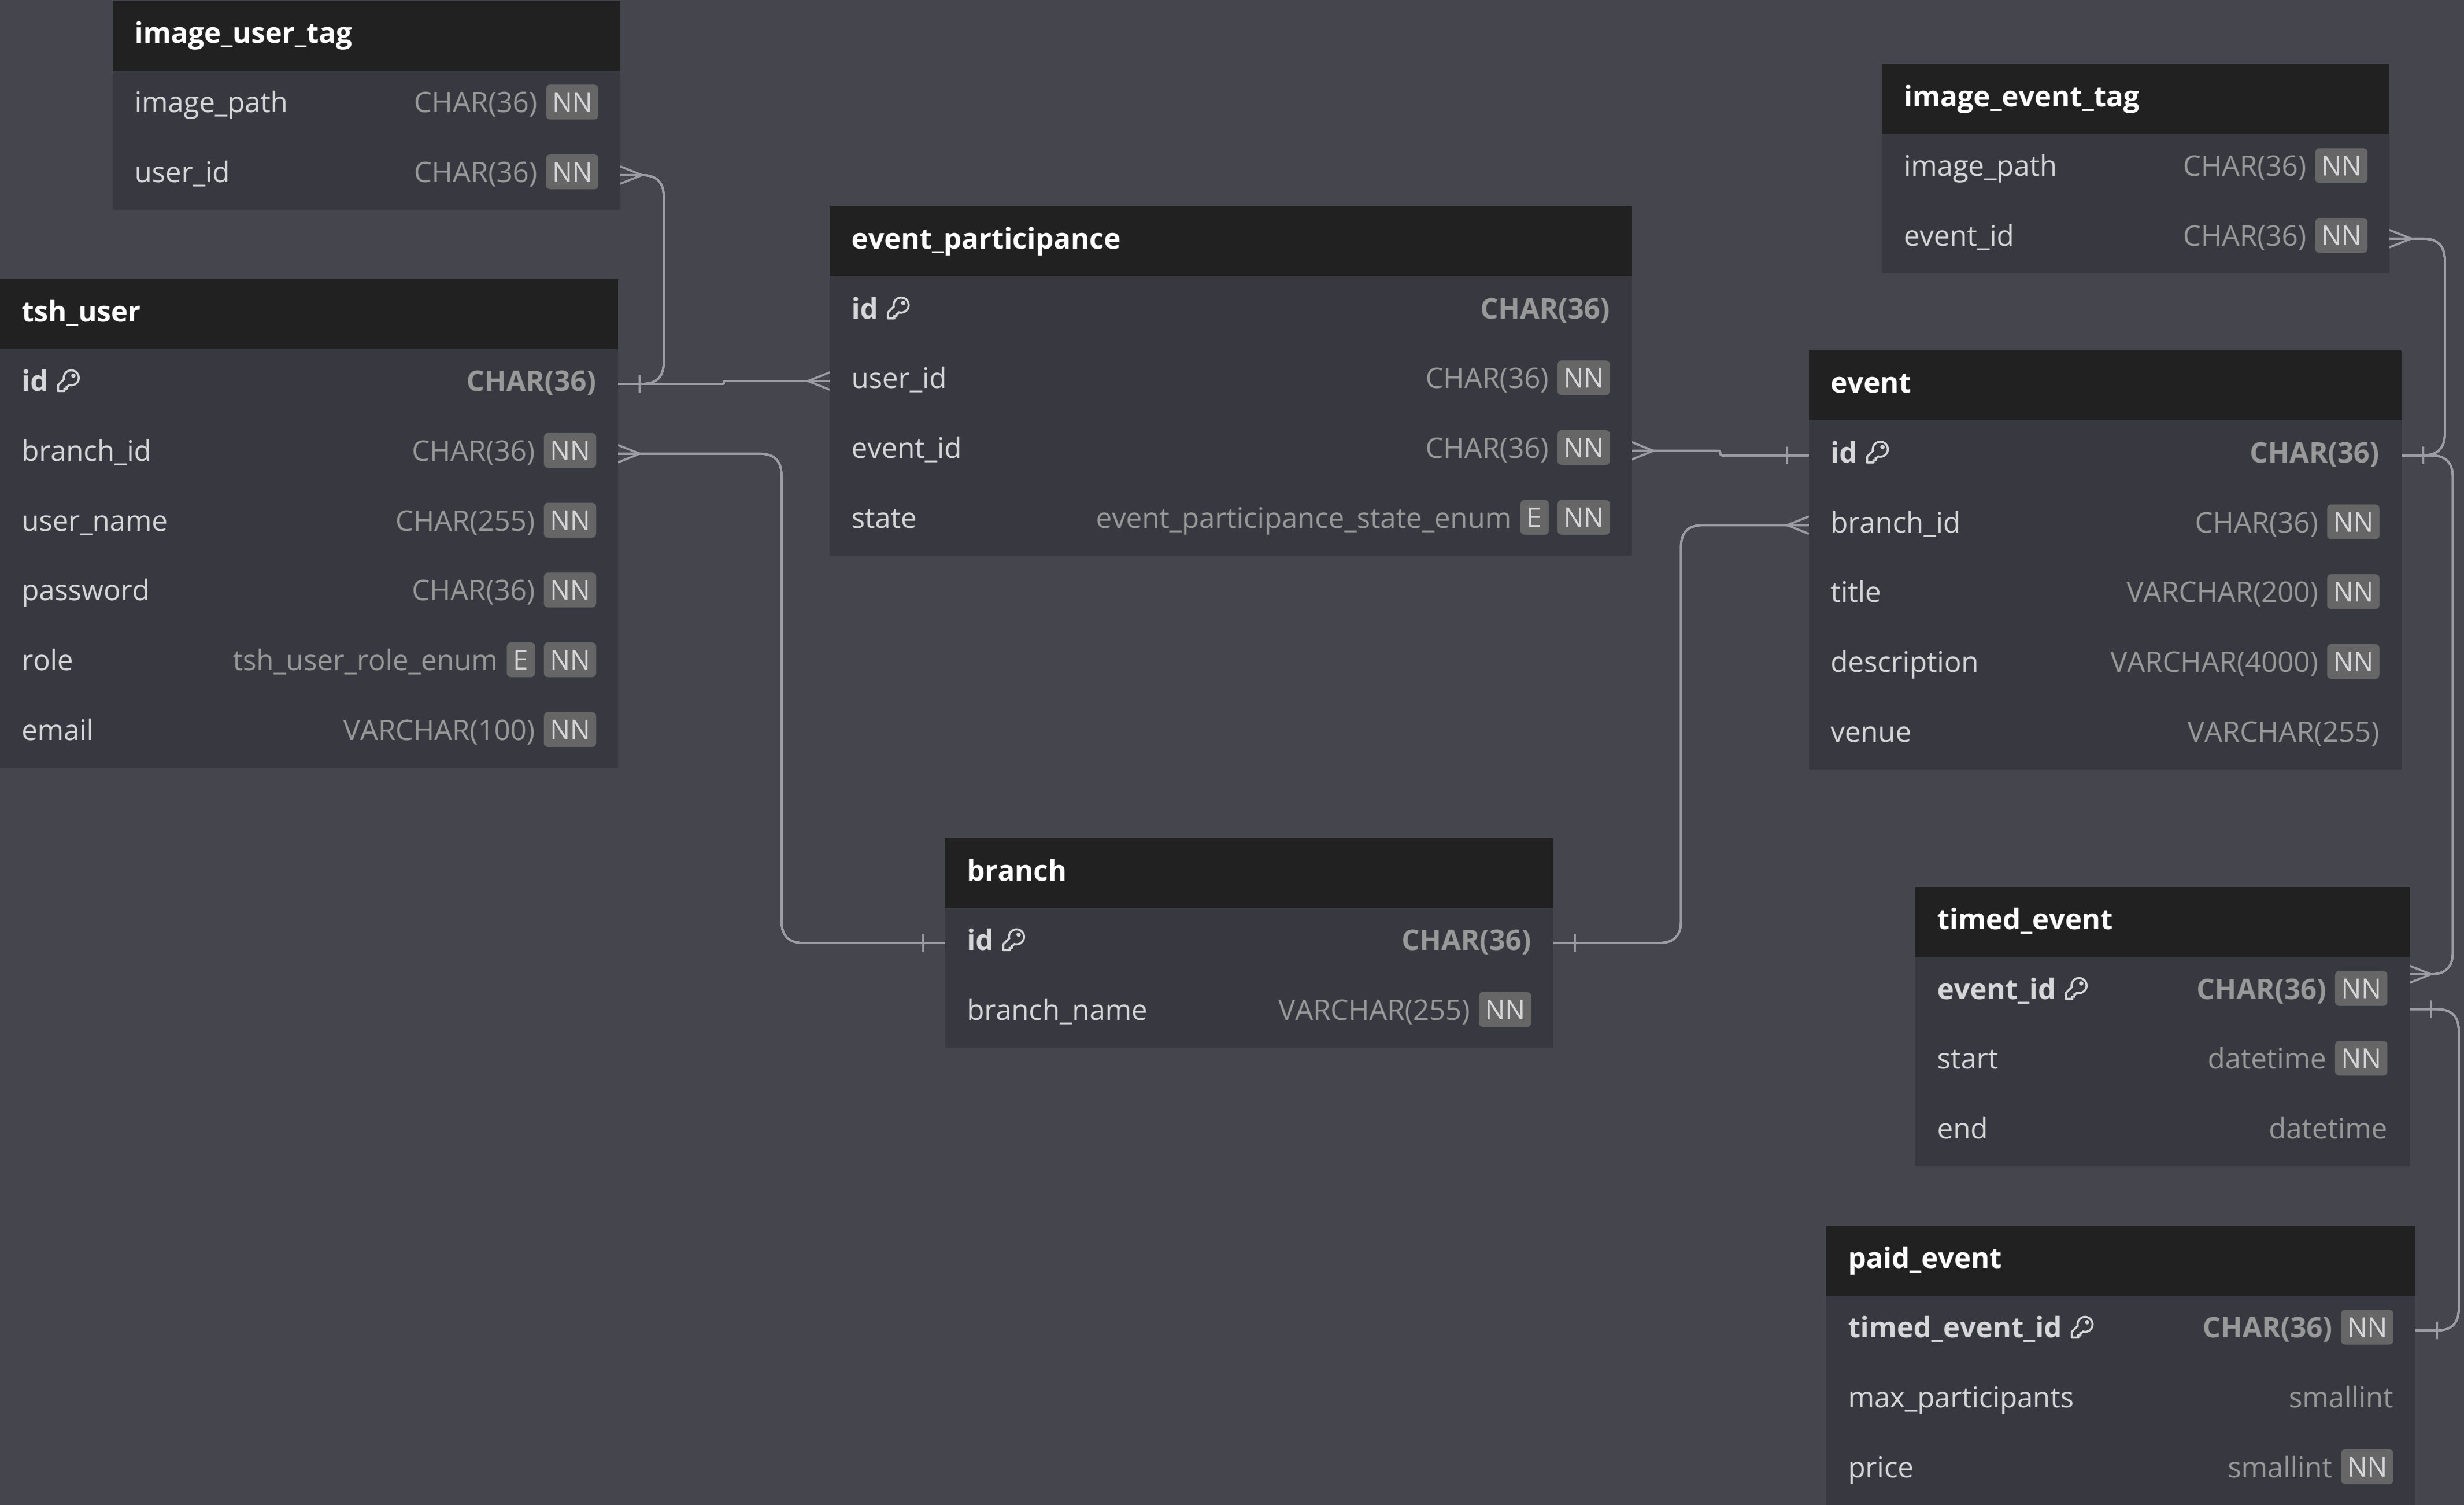 image_user_tag
image_path CHAR(36) NN
user_id CHAR(36) NN
tsh_user
id CHAR(36)
branch_id CHAR(36) NN
user_name CHAR(255) NN
password CHAR(36) NN
role tsh_user_role_enum E NN
email VARCHAR(100) NN
event_participance
id CHAR(36)
user_id CHAR(36) NN
event_id CHAR(36) NN
state event_participance_state_enum E NN
branch
id CHAR(36)
branch_name VARCHAR(255) NN
image_event_tag
image_path CHAR(36) NN
event_id CHAR(36) NN
event
id CHAR(36)
branch_id CHAR(36) NN
title VARCHAR(200) NN
description VARCHAR(4000) NN
venue VARCHAR(255)
timed_event
event_id CHAR(36) NN
start datetime NN
end datetime
paid_event
timed_event_id CHAR(36) NN
max_participants smallint
price smallint NN